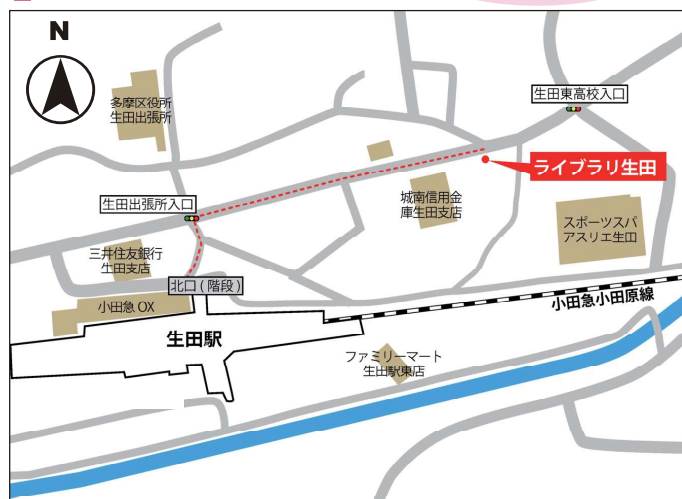 N
多摩区役所
生田出張所
生田東高校入口
ライブラリ生田
生田出張所入口
城南信用金
庫生田支店
スポーツスパ
アスリエ生田
三井住友銀行
生田支店
北口(階段)
小田急OX
小田急小田原線
生田駅
ファミリーマート
生田駅東店